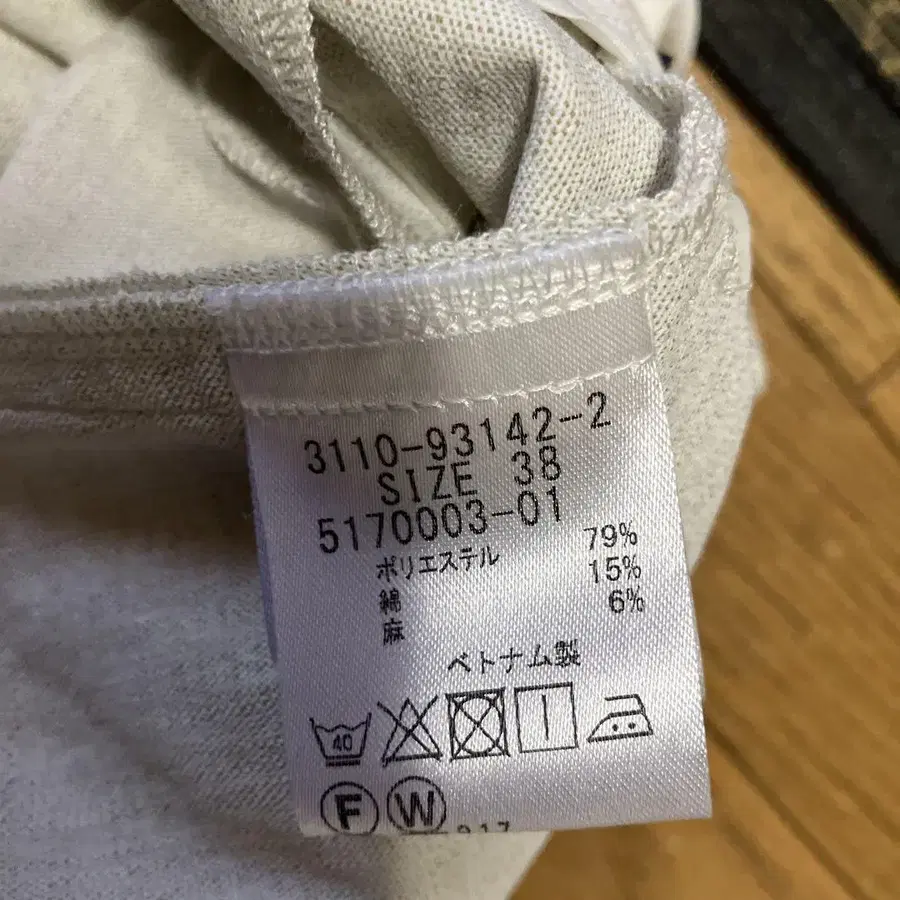 3110-93142-2
SIZE 38
5170003-01
ポリエステル 79%
綿 15%
麻 6%
ベトナム製
40
F W